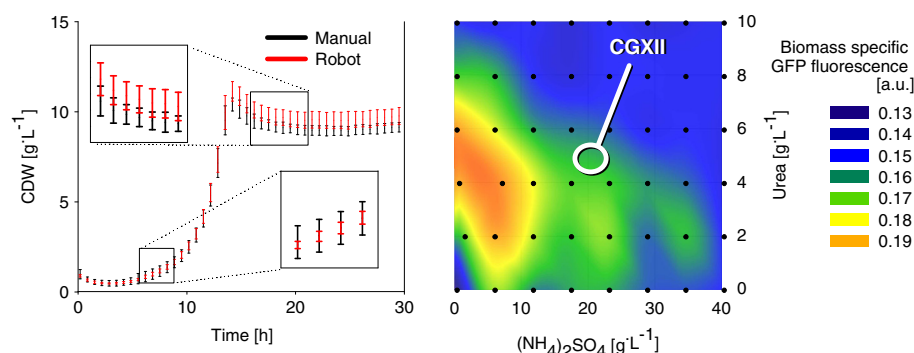 15
10
5
0
CDW [g·L⁻¹]
Manual
Robot
0
10
20
30
Time [h]
CGXII
10
8
6
4
2
0
Urea [g·L⁻¹]
0
10
20
30
40
(NH₄)₂SO₄ [g·L⁻¹]
Biomass specific
GFP fluorescence
[a.u.]
0.13
0.14
0.15
0.16
0.17
0.18
0.19